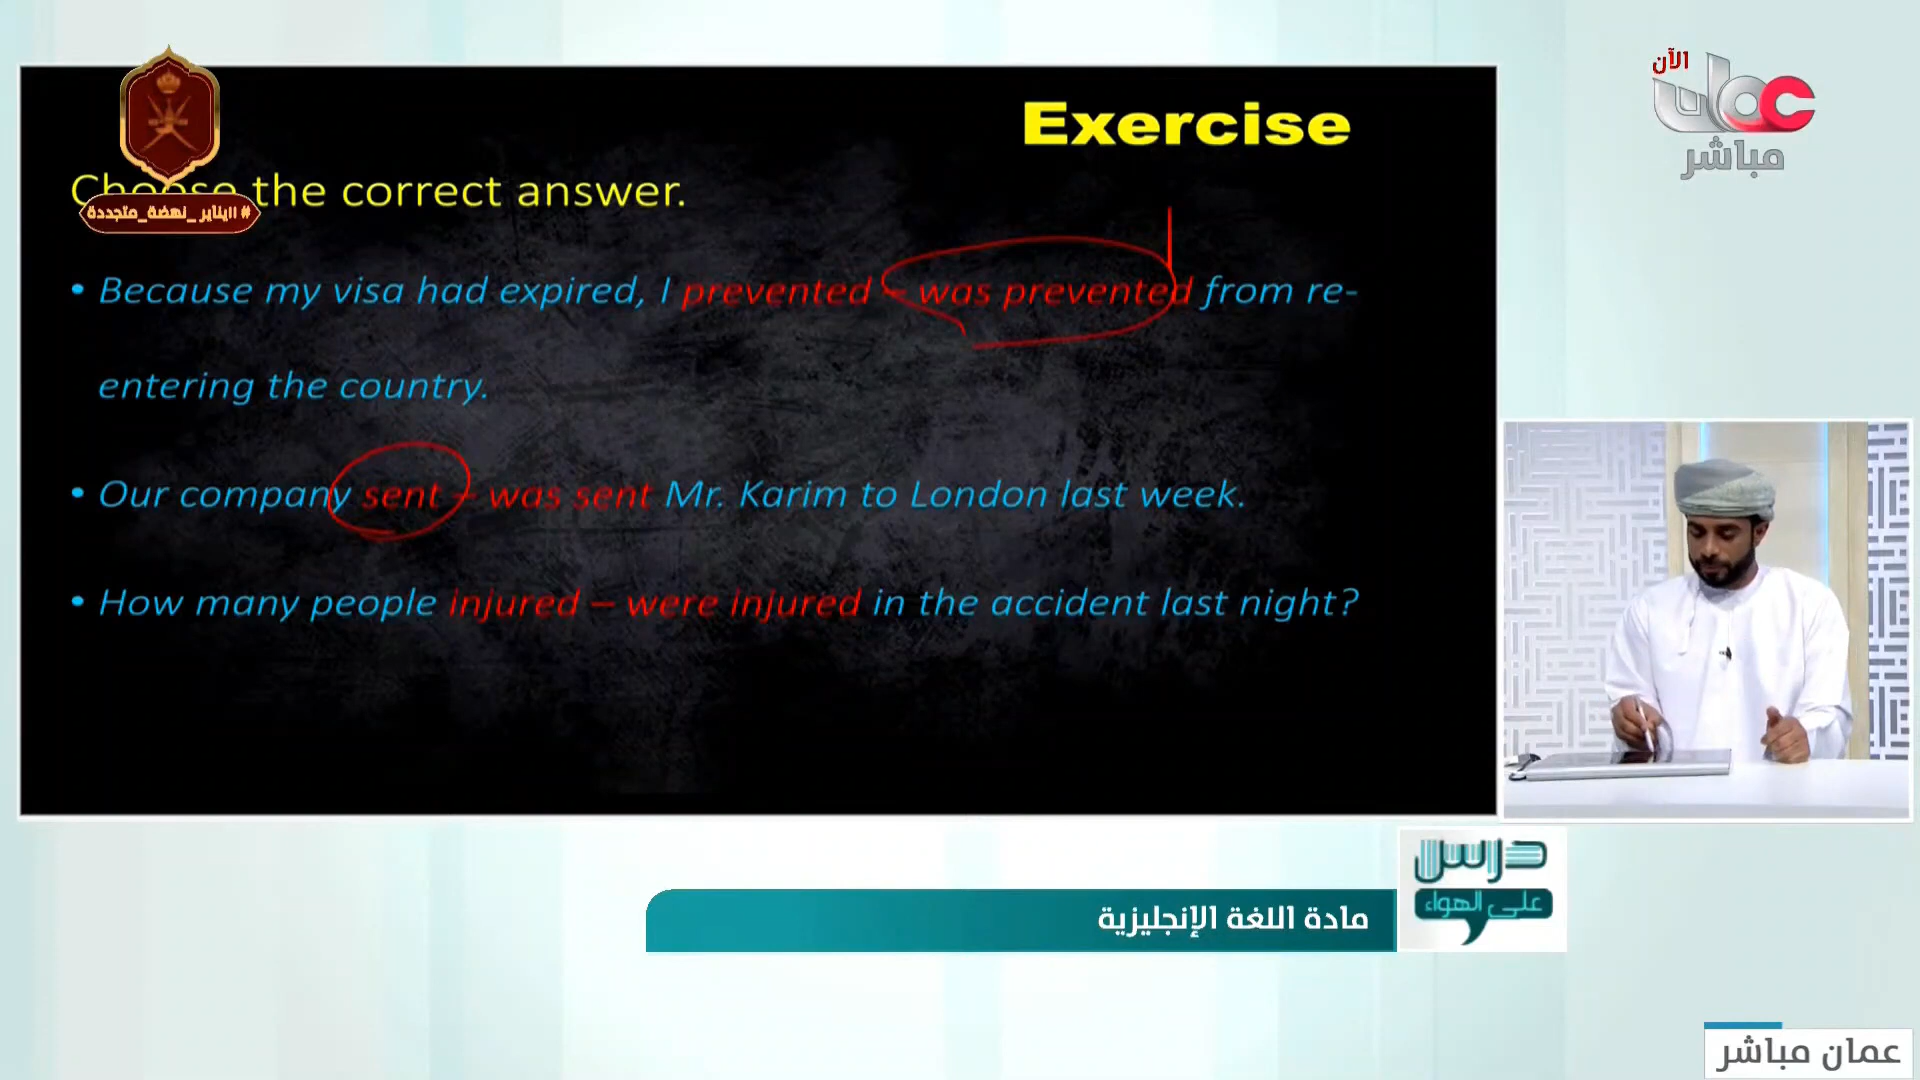 Exercise
Choose the correct answer.
#١١يناير_نهضة_متجددة
• Because my visa had expired, I prevented – was prevented from re-
entering the country.
• Our company sent – was sent Mr. Karim to London last week.
• How many people injured – were injured in the accident last night?
الآن
عمان
مباشر
درس
على الهواء
مادة اللغة الإنجليزية
عمان مباشر